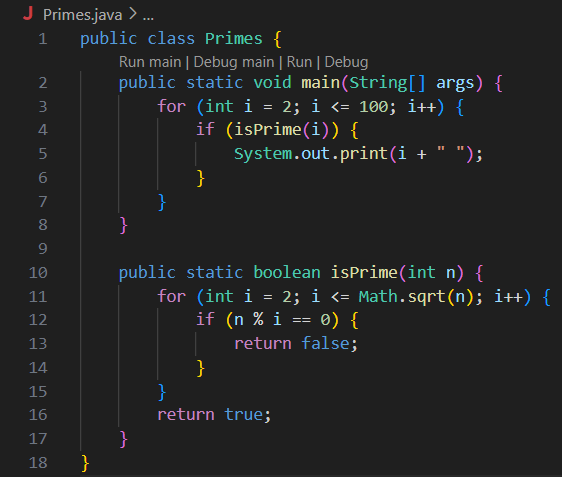 J Primes.java > ...
1 public class Primes {
Run main | Debug main | Run | Debug
2     public static void main(String[] args) {
3         for (int i = 2; i <= 100; i++) {
4             if (isPrime(i)) {
5                 System.out.print(i + " ");
6             }
7         }
8     }
9
10     public static boolean isPrime(int n) {
11         for (int i = 2; i <= Math.sqrt(n); i++) {
12             if (n % i == 0) {
13                 return false;
14             }
15         }
16         return true;
17     }
18 }